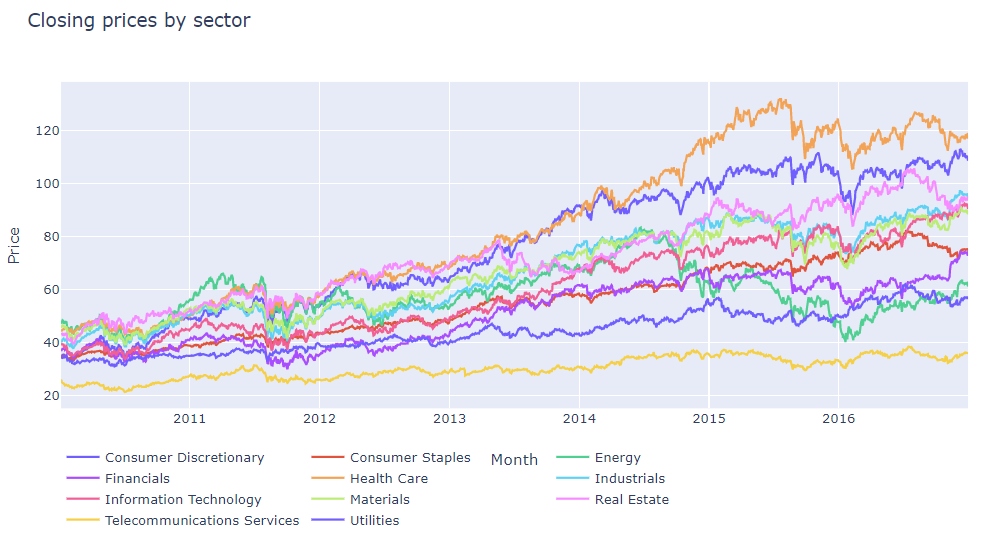 Closing prices by sector
Price
120
100
80
60
40
20
2011 2012 2013 2014 2015 2016
Month
Consumer Discretionary Consumer Staples Energy
Financials Health Care Industrials
Information Technology Materials Real Estate
Telecommunications Services Utilities